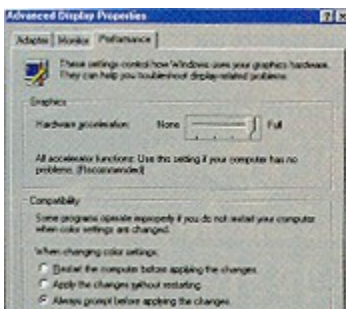 Advanced Display Properties
Adapter Monitor Performance
These settings control how Windows uses your graphics hardware.
They can help you troubleshoot display-related problems.
Graphics
Hardware acceleration: None Full
All accelerator functions: Use this setting if your computer has no
problems. (Recommended)
Compatibility
Some programs operate improperly if you do not restart your computer
when color settings are changed.
When changing color settings:
Restart the computer before applying the changes
Apply the changes without restarting
Always prompt before applying the changes